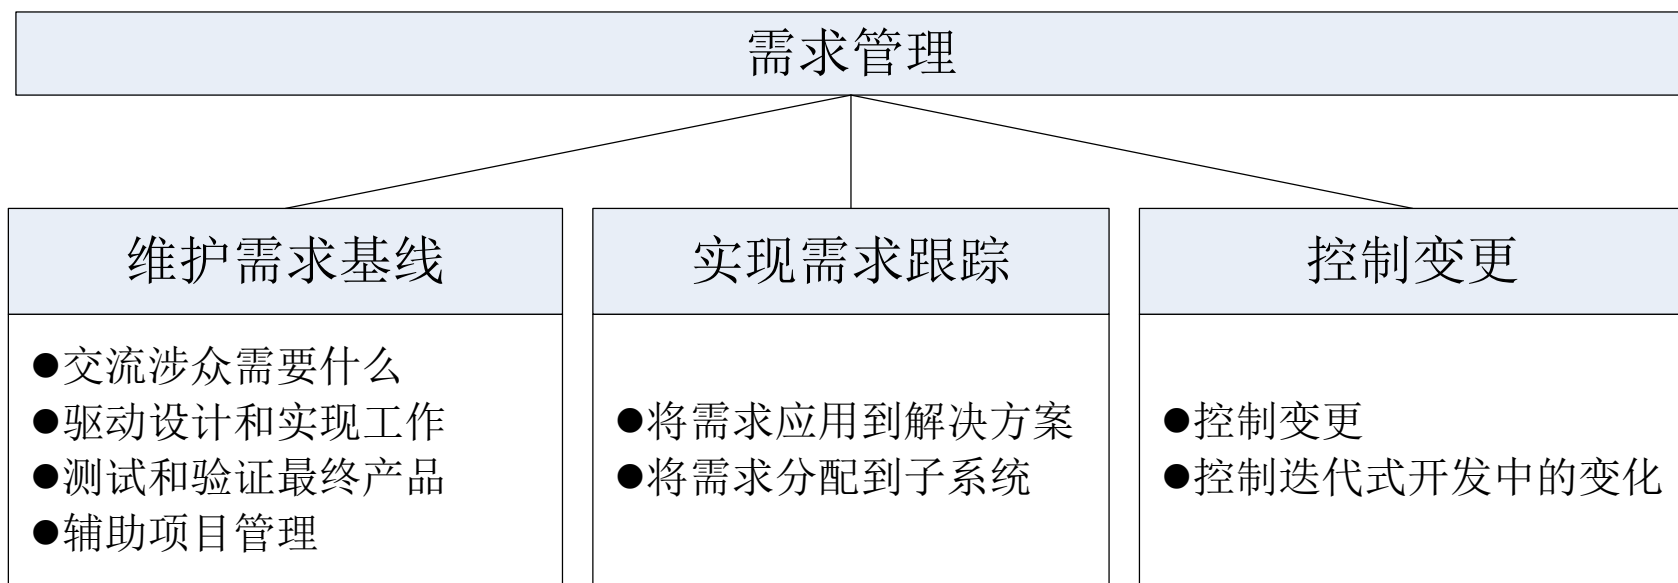 需求管理
维护需求基线
●交流涉众需要什么
●驱动设计和实现工作
●测试和验证最终产品
●辅助项目管理
实现需求跟踪
●将需求应用到解决方案
●将需求分配到子系统
控制变更
●控制变更
●控制迭代式开发中的变化